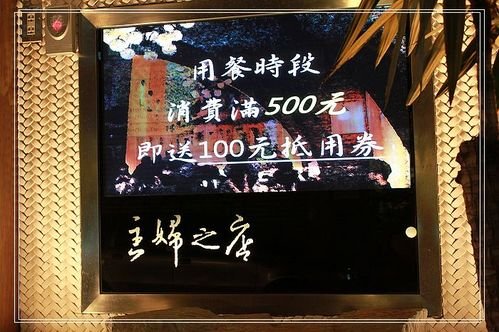 用餐時段
消費滿500元
即送100元抵用券
主婦之店